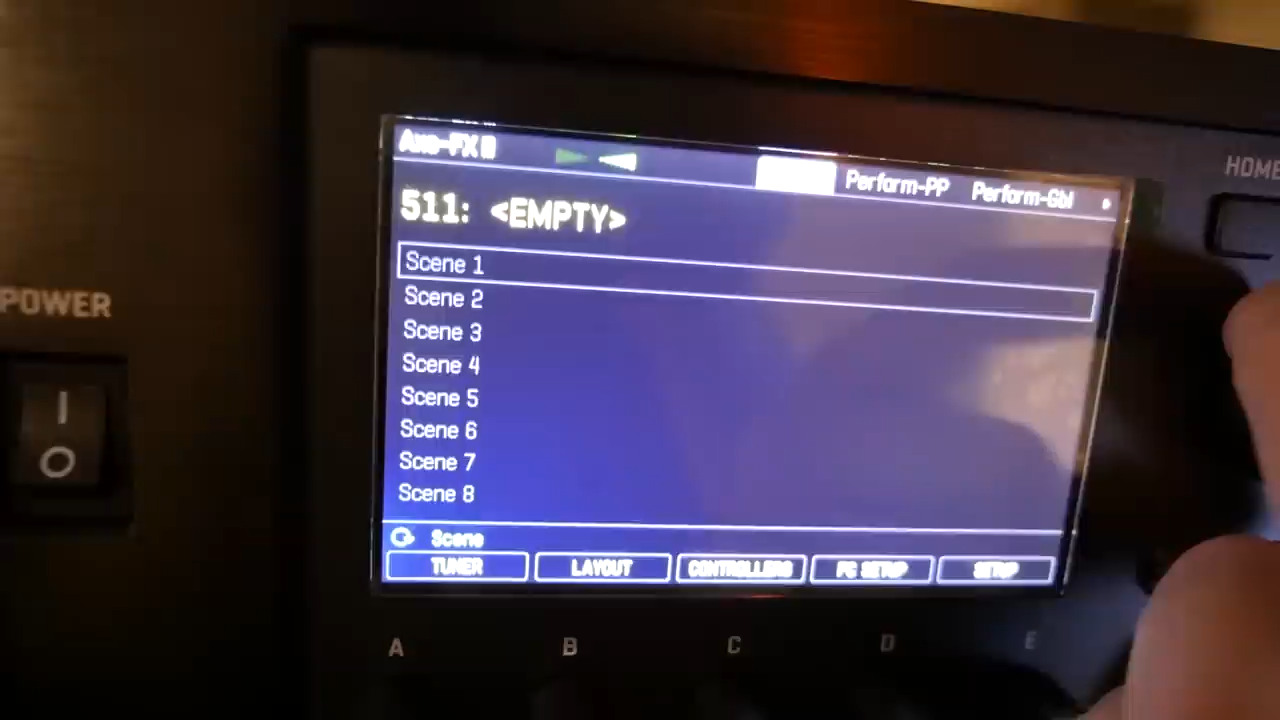 Axe-FX III
Perform-PP Perform-Gbl
511: <EMPTY>
Scene 1
Scene 2
Scene 3
Scene 4
Scene 5
Scene 6
Scene 7
Scene 8
Scene
TUNER LAYOUT CONTROLLERS FC SETUP SETUP
A B C D E
POWER
I
O
HOME